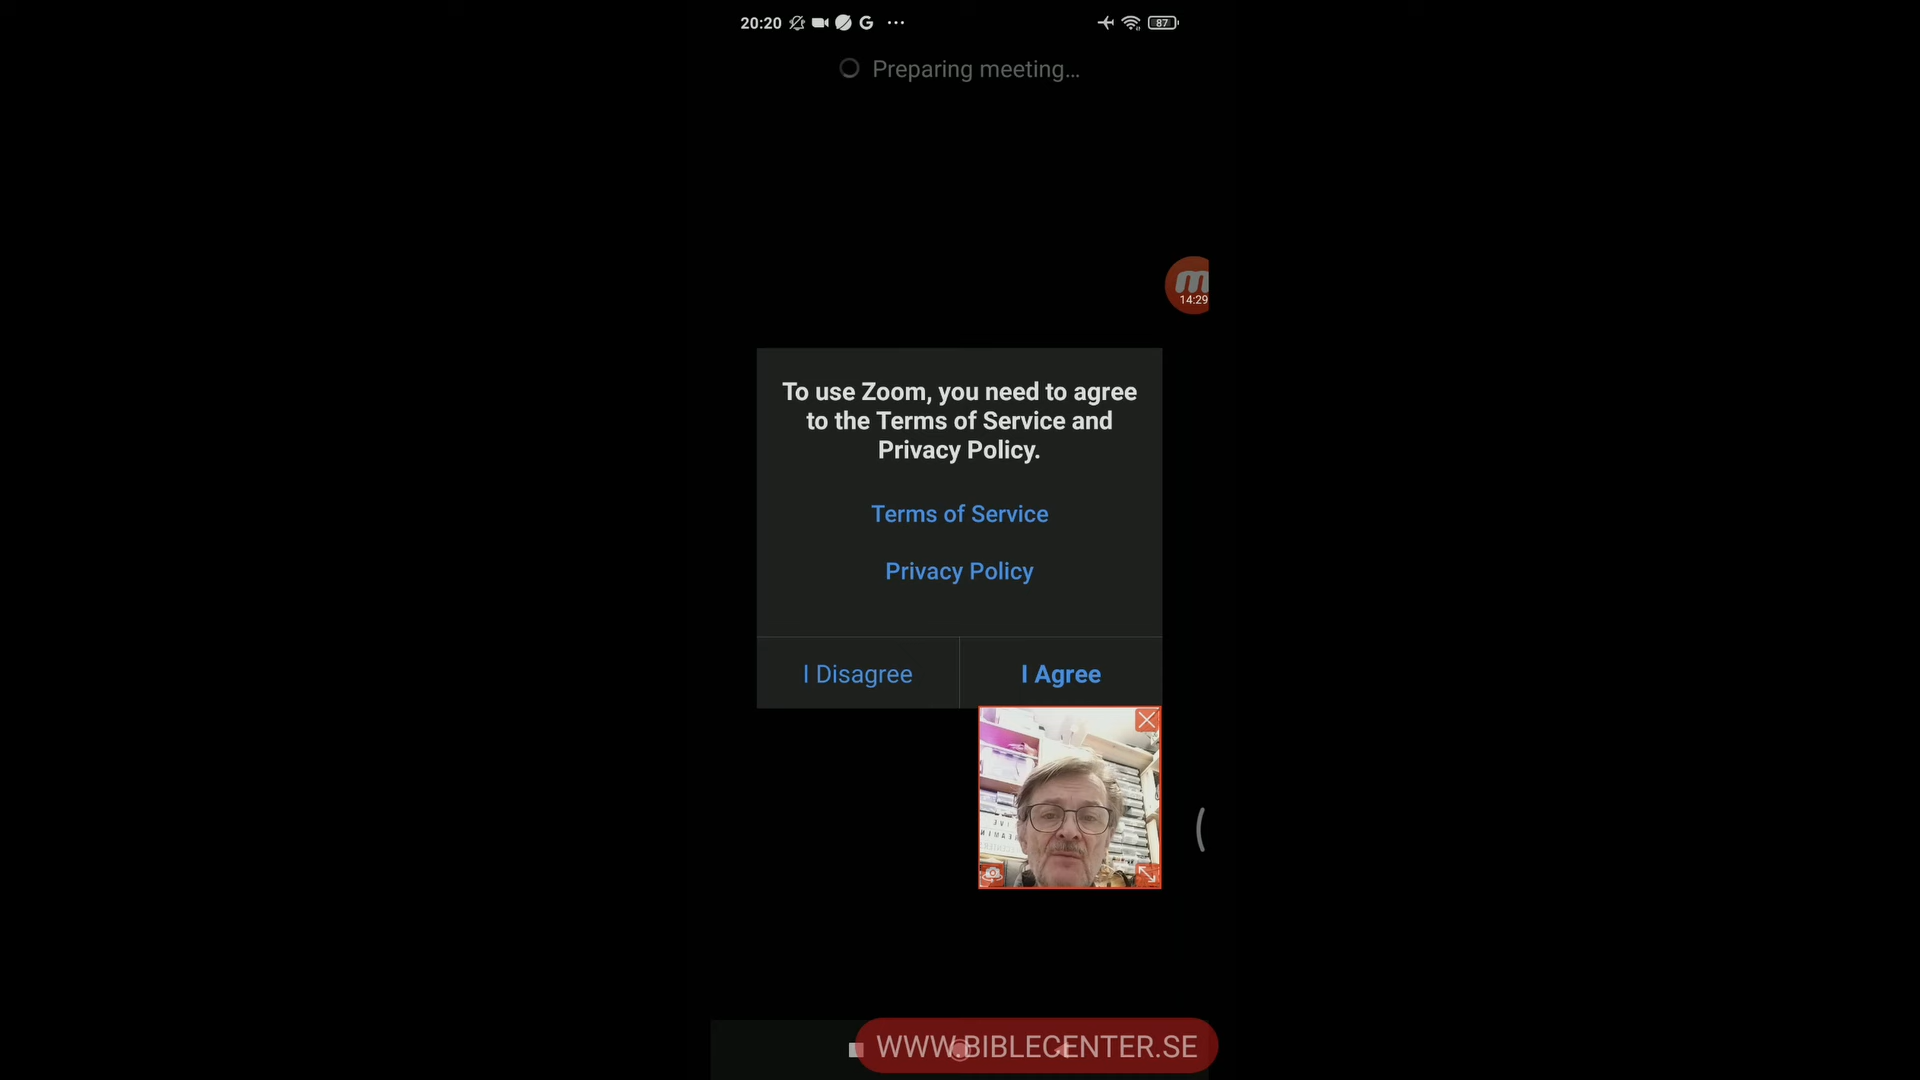 20:20
G
87
Preparing meeting...
m
14:29
To use Zoom, you need to agree
to the Terms of Service and
Privacy Policy.
Terms of Service
Privacy Policy
I Disagree
I Agree
WWW.BIBLECENTER.SE